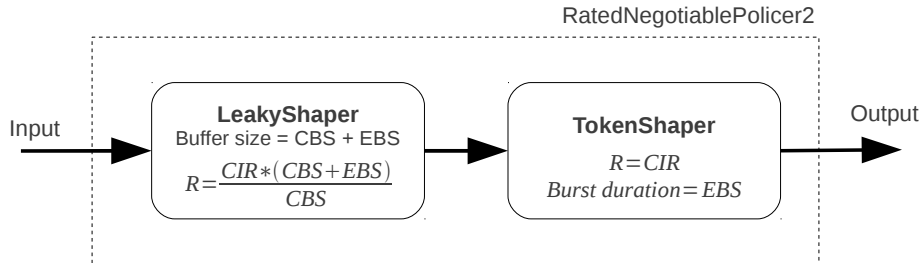 RatedNegotiablePolicer2
Input
LeakyShaper
Buffer size = CBS + EBS
R=CIR*(CBS+EBS)/CBS
TokenShaper
R=CIR
Burst duration=EBS
Output